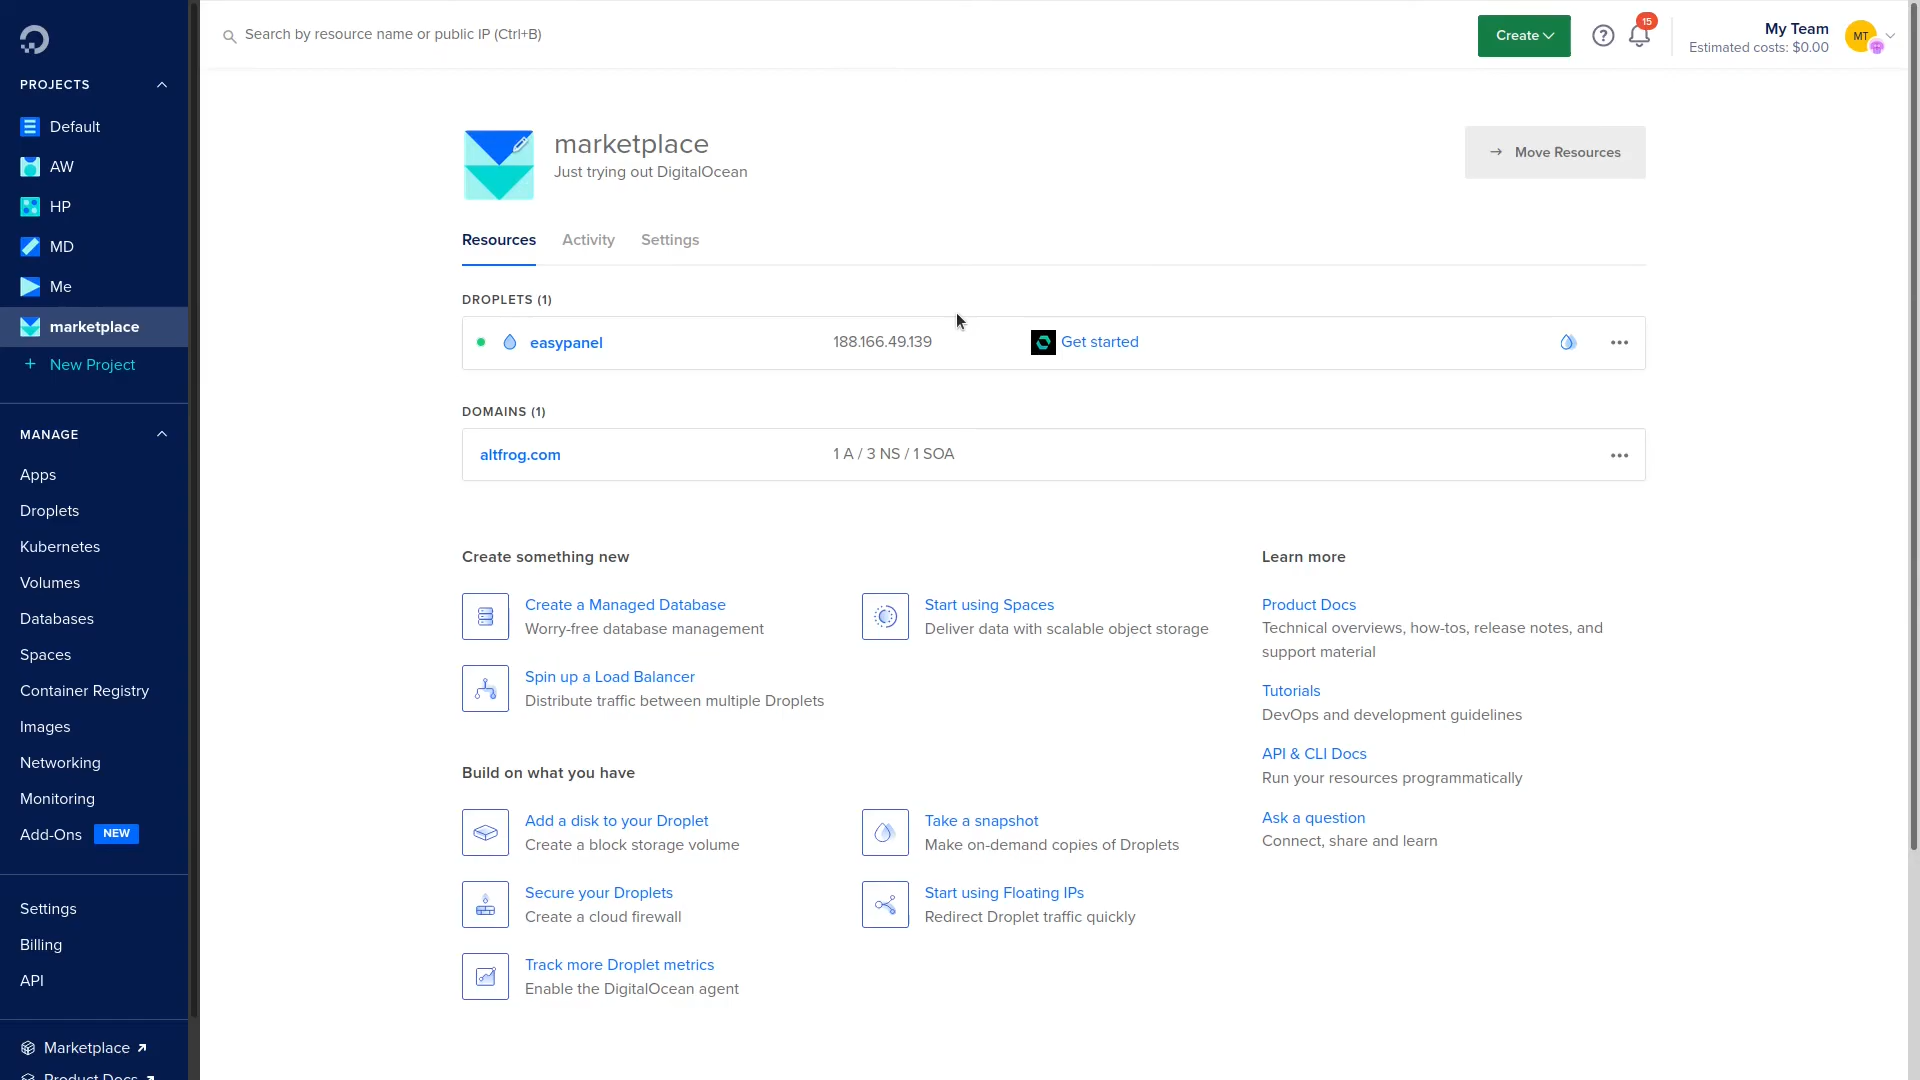 Search by resource name or public IP (Ctrl+B)
Create
15
My Team
Estimated costs: $0.00
MT
PROJECTS
Default
AW
HP
MD
Me
marketplace
+ New Project
MANAGE
Apps
Droplets
Kubernetes
Volumes
Databases
Spaces
Container Registry
Images
Networking
Monitoring
Add-Ons NEW
Settings
Billing
API
Marketplace
Product Docs
marketplace
Just trying out DigitalOcean
Move Resources
Resources Activity Settings
DROPLETS (1)
easypanel 188.166.49.139 Get started
DOMAINS (1)
altfrog.com 1 A / 3 NS / 1 SOA
Create something new
Create a Managed Database
Worry-free database management
Start using Spaces
Deliver data with scalable object storage
Spin up a Load Balancer
Distribute traffic between multiple Droplets
Build on what you have
Add a disk to your Droplet
Create a block storage volume
Take a snapshot
Make on-demand copies of Droplets
Secure your Droplets
Create a cloud firewall
Start using Floating IPs
Redirect Droplet traffic quickly
Track more Droplet metrics
Enable the DigitalOcean agent
Learn more
Product Docs
Technical overviews, how-tos, release notes, and
support material
Tutorials
DevOps and development guidelines
API & CLI Docs
Run your resources programmatically
Ask a question
Connect, share and learn